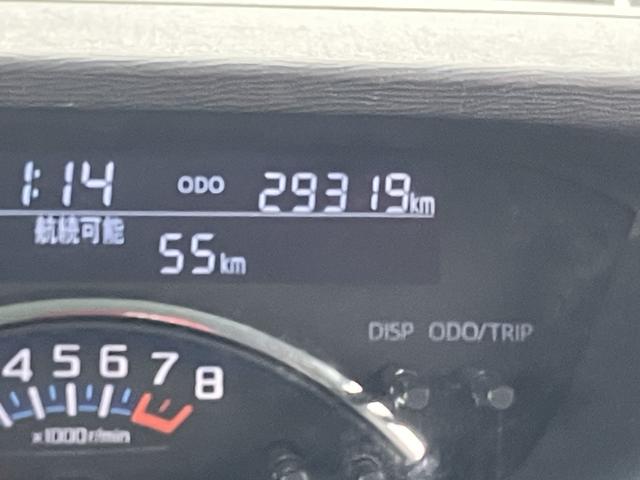 1:14 ODO 29319km
航続可能 55km
DISP ODO/TRIP
4 5 6 7 8
x1000r/min